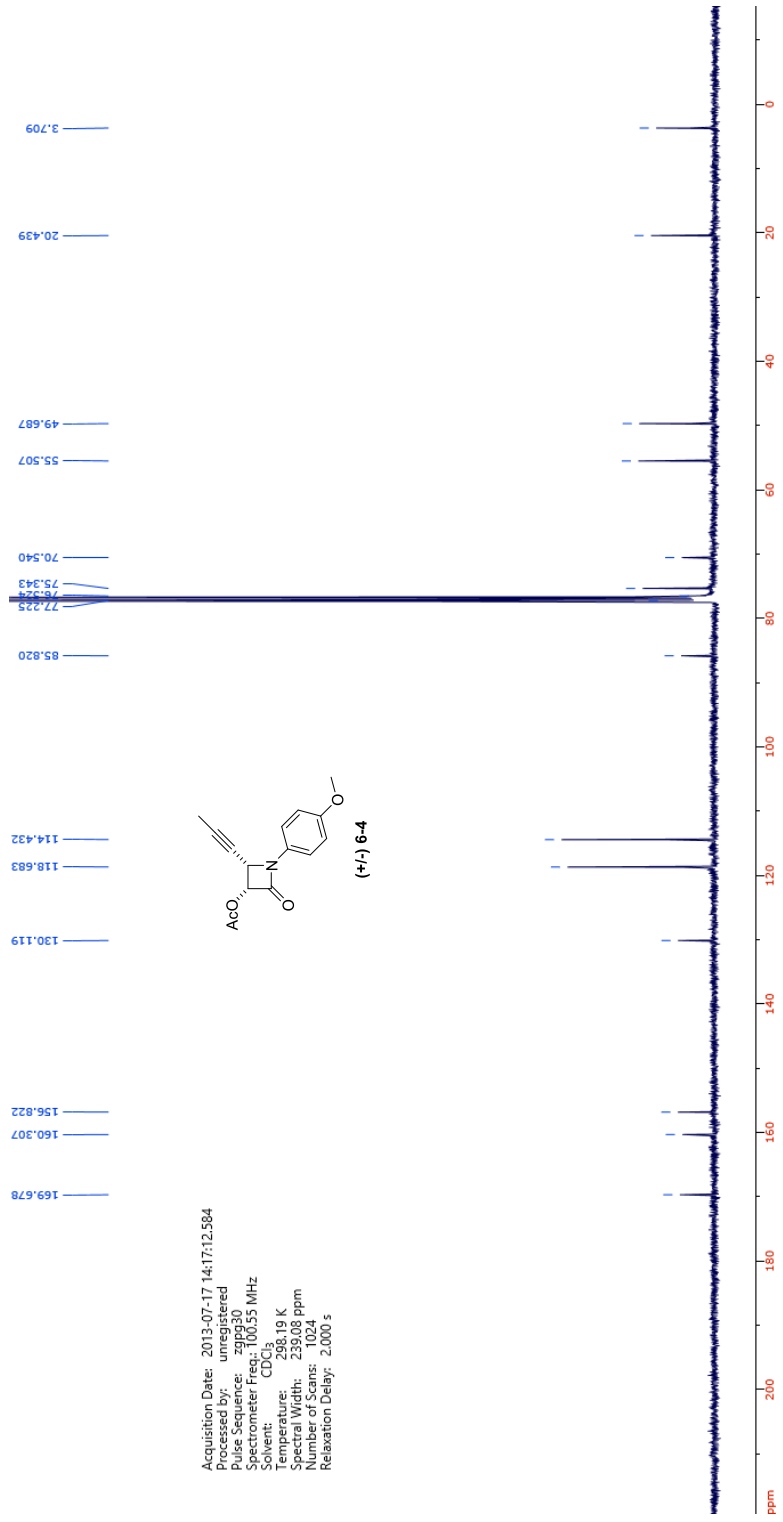 Acquisition Date: 2013-07-17 14:17:12.584
Processed by: unregistered
Pulse Sequence: zgpg30
Spectrometer Freq.: 100.55 MHz
Solvent: CDCl3
Temperature: 298.19 K
Spectral Width: 239.08 ppm
Number of Scans: 1024
Relaxation Delay: 2.000 s
169.678
160.307
156.822
130.119
118.683
114.432
85.820
77.225
76.524
75.343
70.540
55.507
49.687
20.439
3.709
AcO
O
N
O
(+/-) 6-4
ppm
200
180
160
140
120
100
80
60
40
20
0